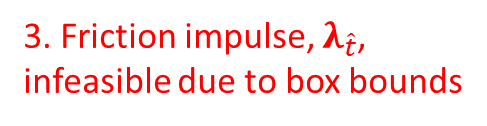 3. Friction impulse, λ_t̂,
infeasible due to box bounds